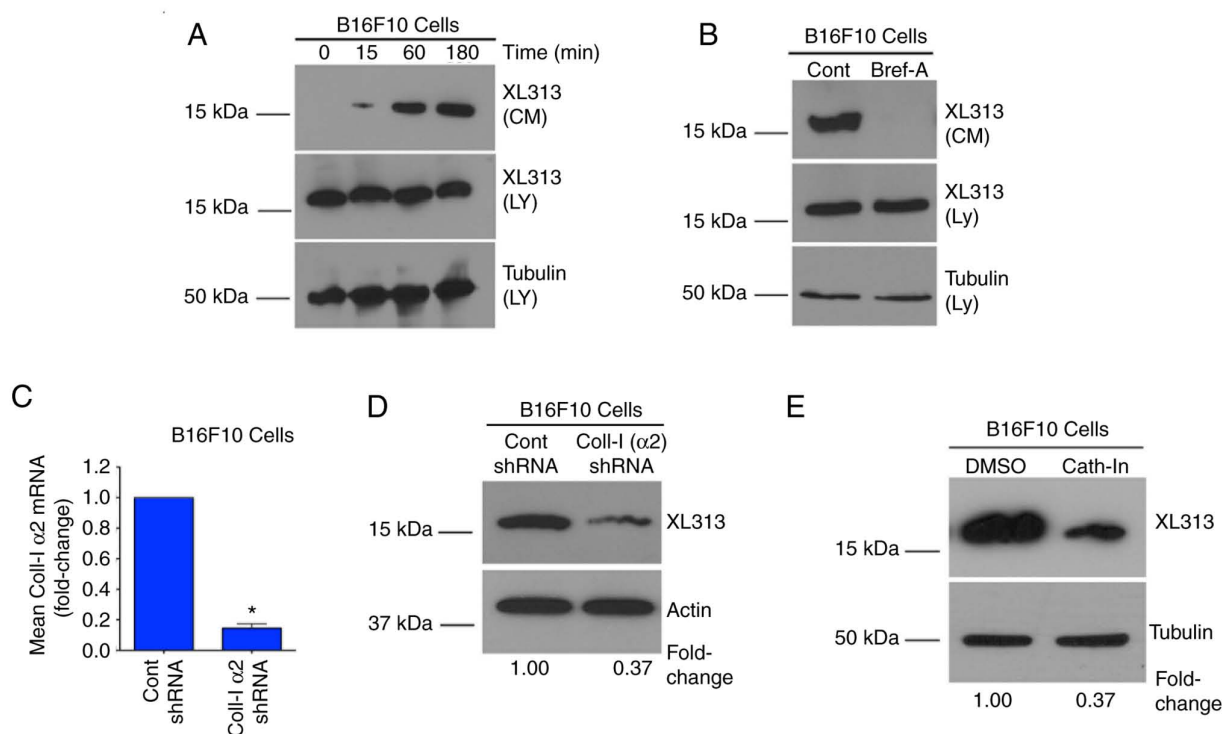 A
B16F10 Cells
0 15 60 180 Time (min)
15 kDa
XL313
(CM)
15 kDa
XL313
(LY)
50 kDa
Tubulin
(LY)
B
B16F10 Cells
Cont Bref-A
15 kDa
XL313
(CM)
15 kDa
XL313
(Ly)
50 kDa
Tubulin
(Ly)
C
B16F10 Cells
Mean Coll-I α2 mRNA
(fold-change)
1.2
1.0
0.8
0.6
0.4
0.2
0.0
*
Cont
shRNA
Coll-I α2
shRNA
D
B16F10 Cells
Cont Coll-I (α2)
shRNA shRNA
15 kDa
XL313
37 kDa
Actin
Fold-
change
1.00 0.37
E
B16F10 Cells
DMSO Cath-In
15 kDa
XL313
50 kDa
Tubulin
Fold-
change
1.00 0.37